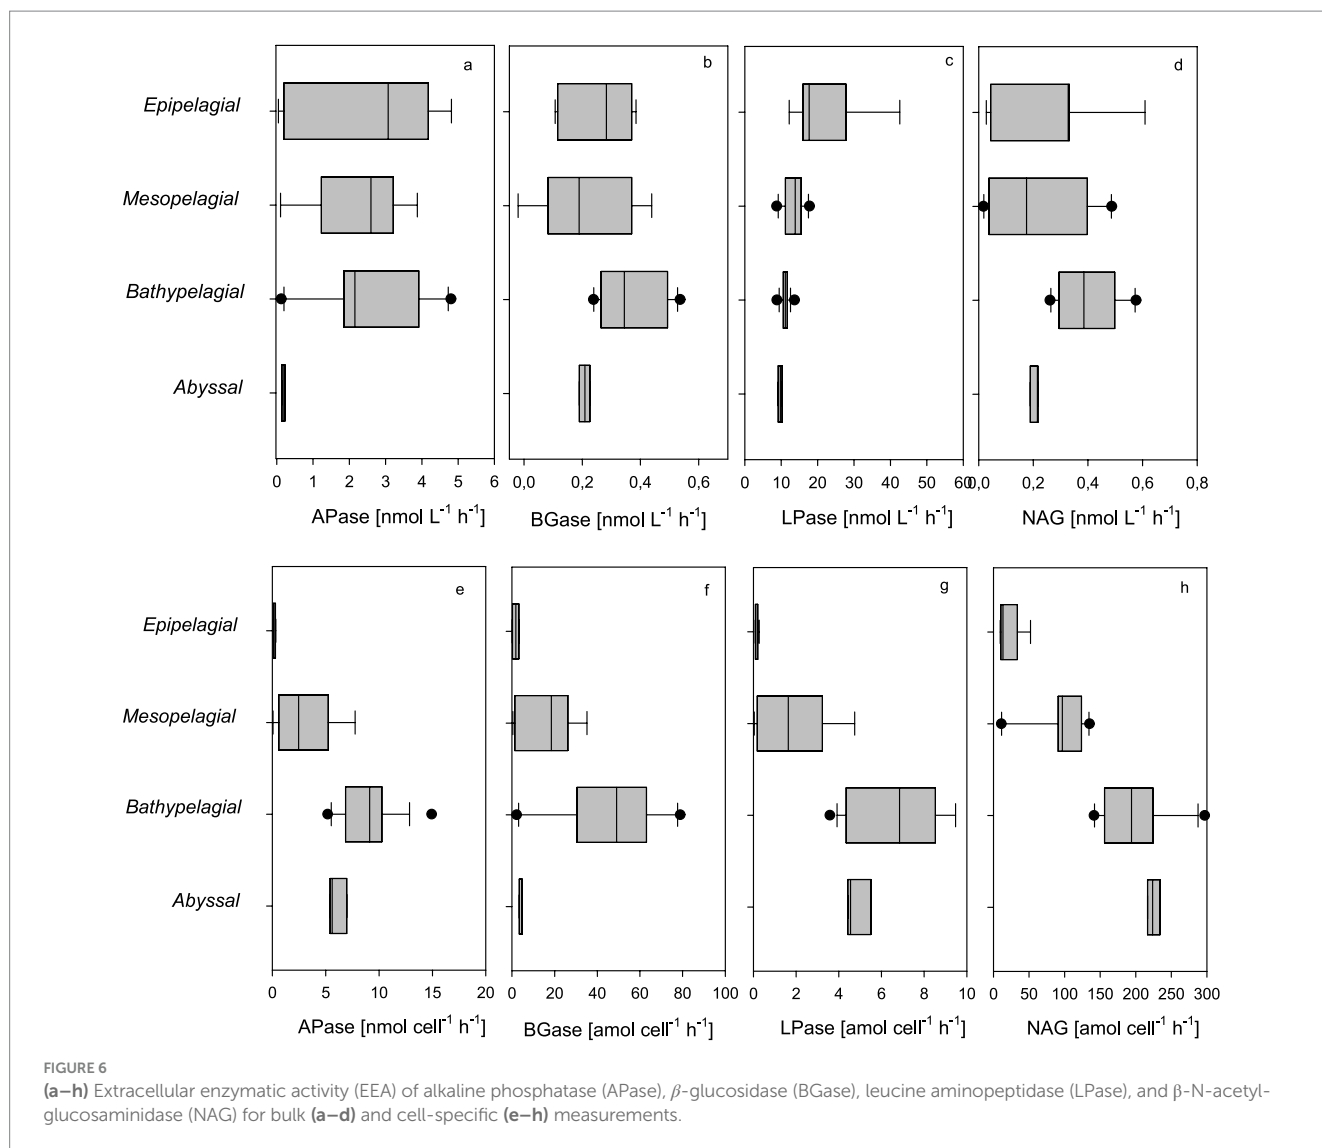 a
b
c
d
Epipelagial
Mesopelagial
Bathypelagial
Abyssal
0 1 2 3 4 5 6
0,0 0,2 0,4 0,6
0 10 20 30 40 50 60
0,0 0,2 0,4 0,6 0,8
APase [nmol L⁻¹ h⁻¹]
BGase [nmol L⁻¹ h⁻¹]
LPase [nmol L⁻¹ h⁻¹]
NAG [nmol L⁻¹ h⁻¹]
e
f
g
h
Epipelagial
Mesopelagial
Bathypelagial
Abyssal
0 5 10 15 20
0 20 40 60 80 100
0 2 4 6 8 10
0 50 100 150 200 250 300
APase [nmol cell⁻¹ h⁻¹]
BGase [amol cell⁻¹ h⁻¹]
LPase [amol cell⁻¹ h⁻¹]
NAG [amol cell⁻¹ h⁻¹]
FIGURE 6
(a–h) Extracellular enzymatic activity (EEA) of alkaline phosphatase (APase), β-glucosidase (BGase), leucine aminopeptidase (LPase), and β-N-acetyl-
glucosaminidase (NAG) for bulk (a–d) and cell-specific (e–h) measurements.